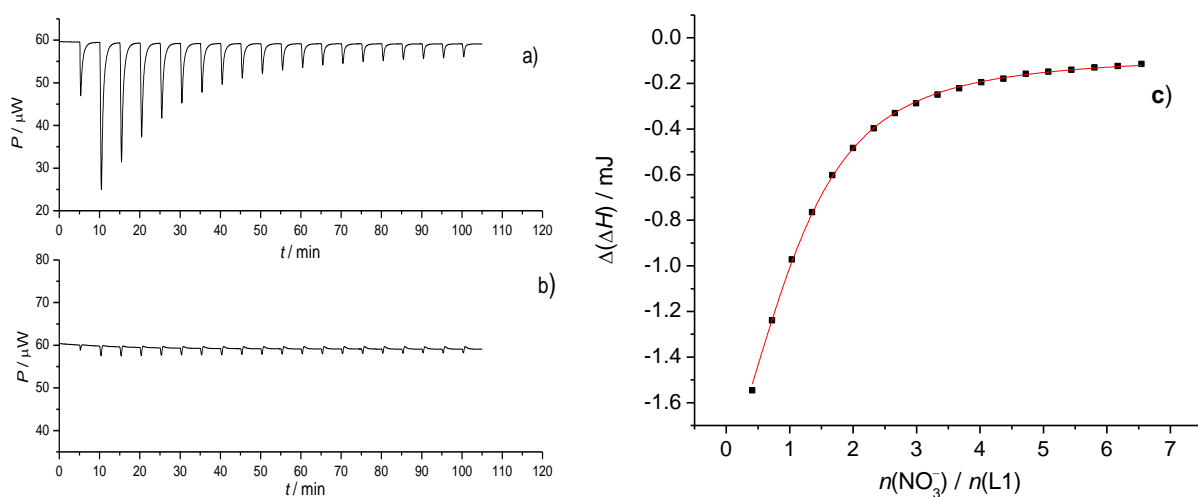 a)
60
50
40
30
20
P / μW
0 10 20 30 40 50 60 70 80 90 100 110 120
t / min
b)
80
70
60
50
40
P / μW
0 10 20 30 40 50 60 70 80 90 100 110 120
t / min
c)
0.0
-0.2
-0.4
-0.6
-0.8
-1.0
-1.2
-1.4
-1.6
Δ(ΔH) / mJ
0 1 2 3 4 5 6 7
n(NO₃⁻) / n(L1)